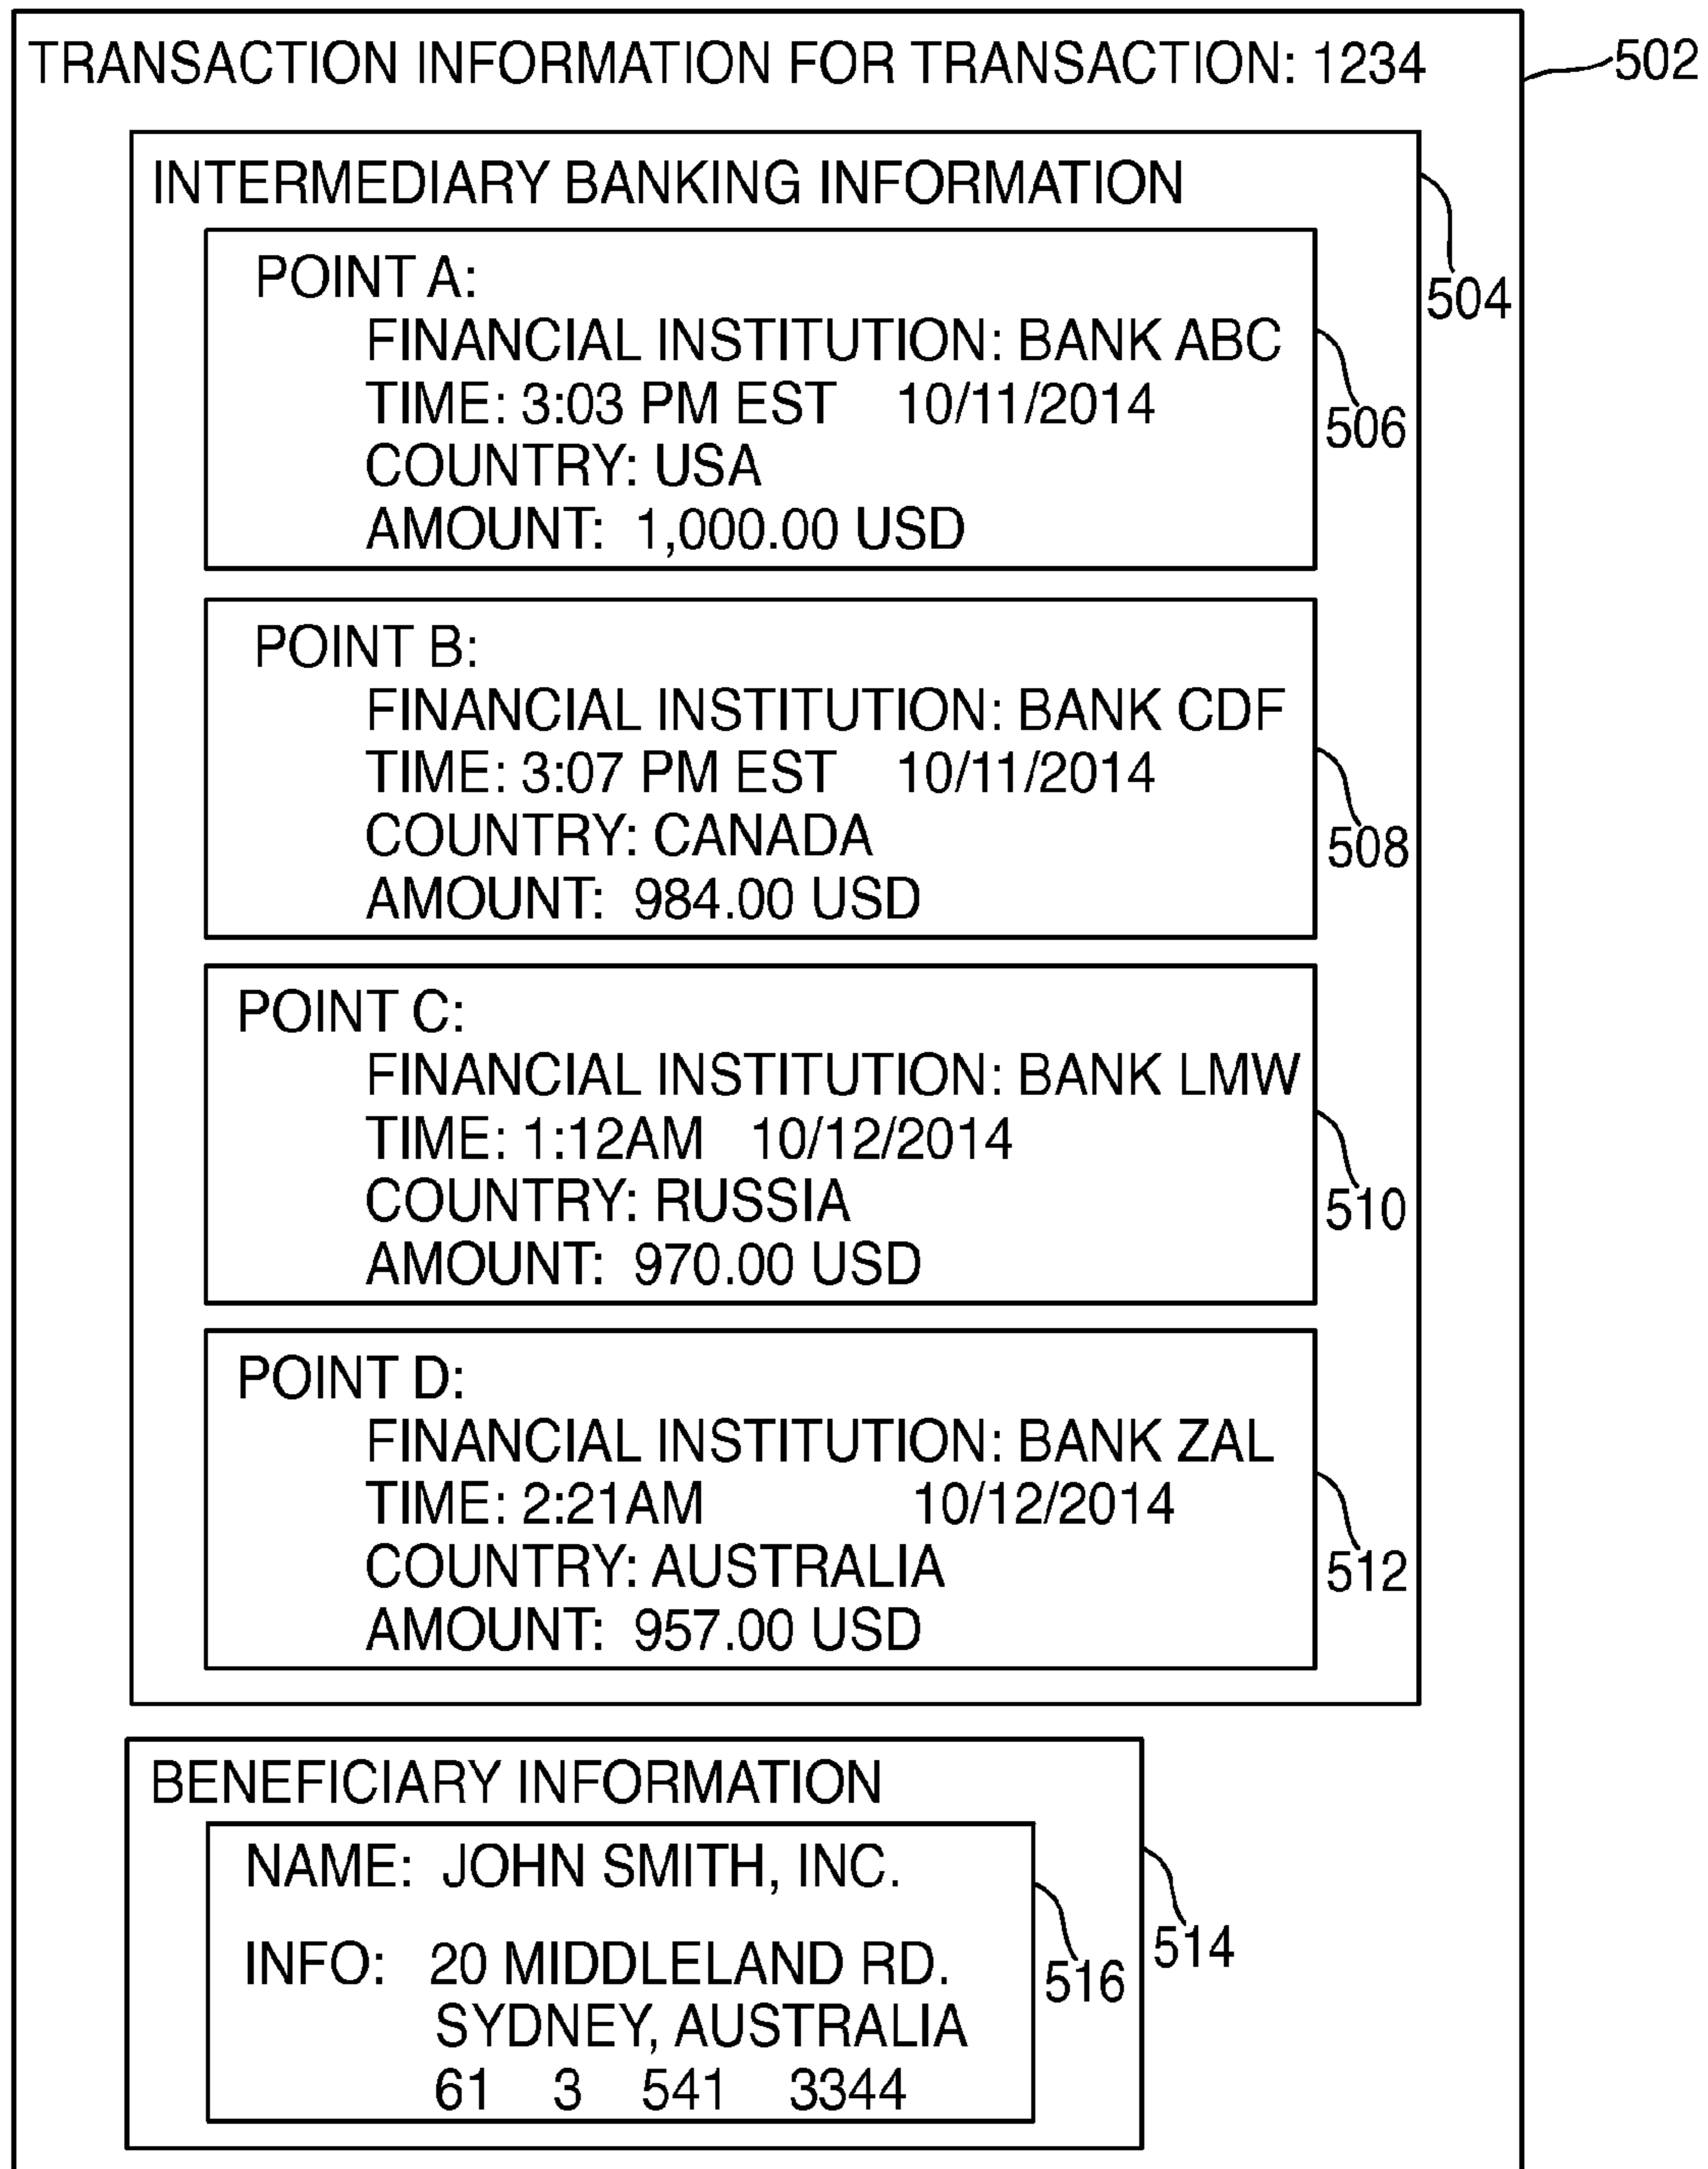 TRANSACTION INFORMATION FOR TRANSACTION: 1234
502
INTERMEDIARY BANKING INFORMATION
504
POINT A:
FINANCIAL INSTITUTION: BANK ABC
TIME: 3:03 PM EST 10/11/2014
COUNTRY: USA
AMOUNT: 1,000.00 USD
506
POINT B:
FINANCIAL INSTITUTION: BANK CDF
TIME: 3:07 PM EST 10/11/2014
COUNTRY: CANADA
AMOUNT: 984.00 USD
508
POINT C:
FINANCIAL INSTITUTION: BANK LMW
TIME: 1:12AM 10/12/2014
COUNTRY: RUSSIA
AMOUNT: 970.00 USD
510
POINT D:
FINANCIAL INSTITUTION: BANK ZAL
TIME: 2:21AM 10/12/2014
COUNTRY: AUSTRALIA
AMOUNT: 957.00 USD
512
BENEFICIARY INFORMATION
514
NAME: JOHN SMITH, INC.
INFO: 20 MIDDLELAND RD.
SYDNEY, AUSTRALIA
61 3 541 3344
516